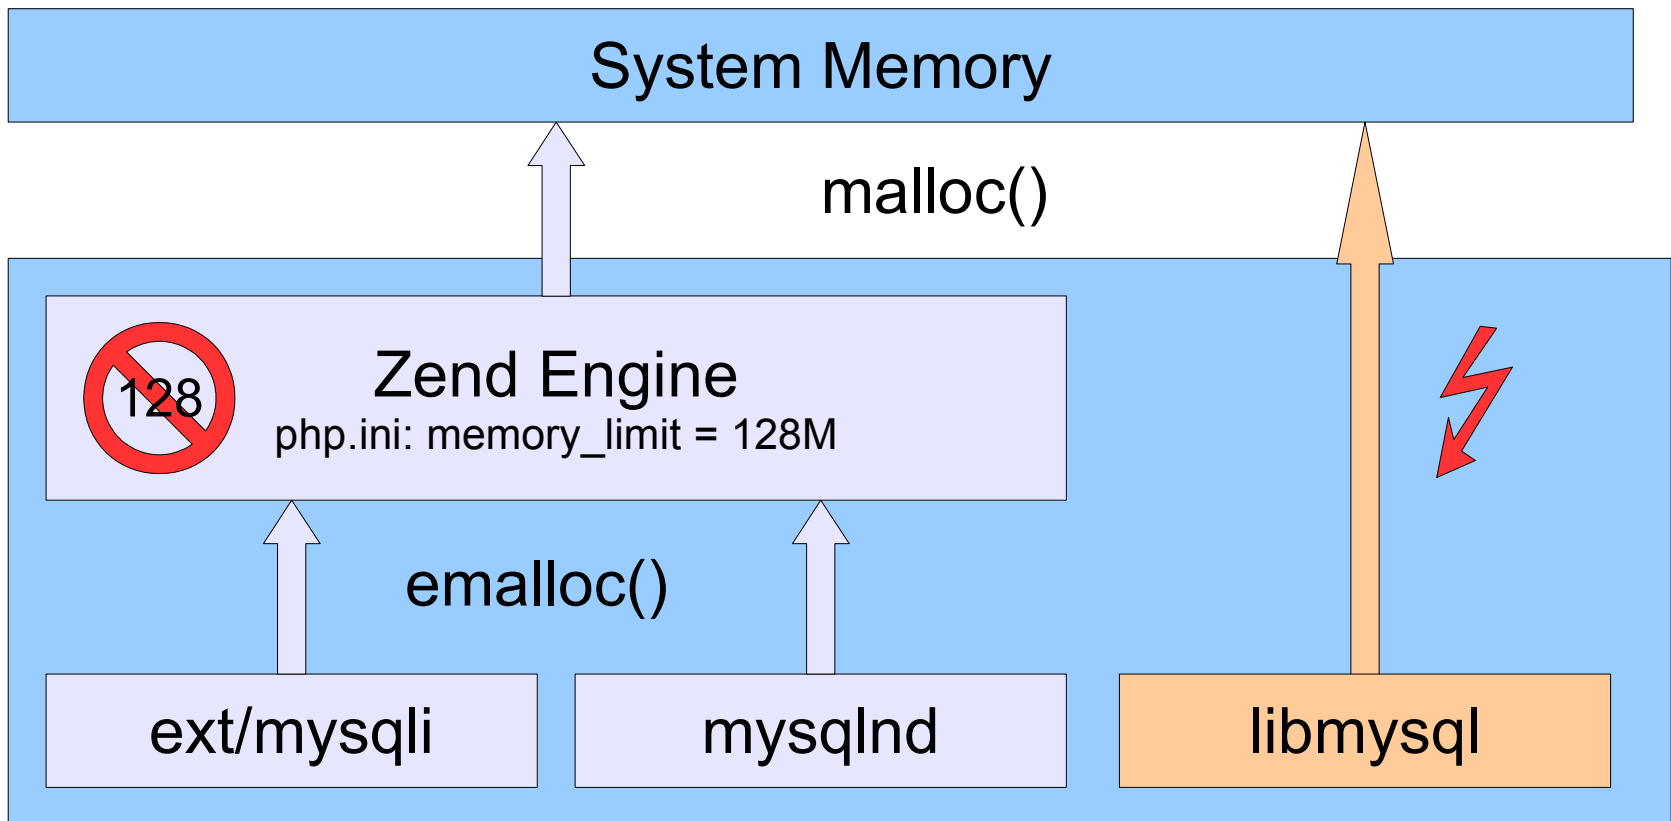 System Memory
malloc()
Zend Engine
128
php.ini: memory_limit = 128M
emalloc()
ext/mysqli
mysqlnd
libmysql